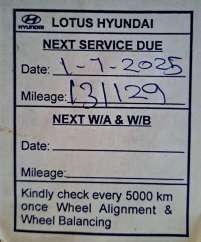 HYUNDAI LOTUS HYUNDAI
NEXT SERVICE DUE
Date: 1-7-2025
Mileage: 131129
NEXT W/A & W/B
Date:
Mileage:
Kindly check every 5000 km
once Wheel Alignment &
Wheel Balancing